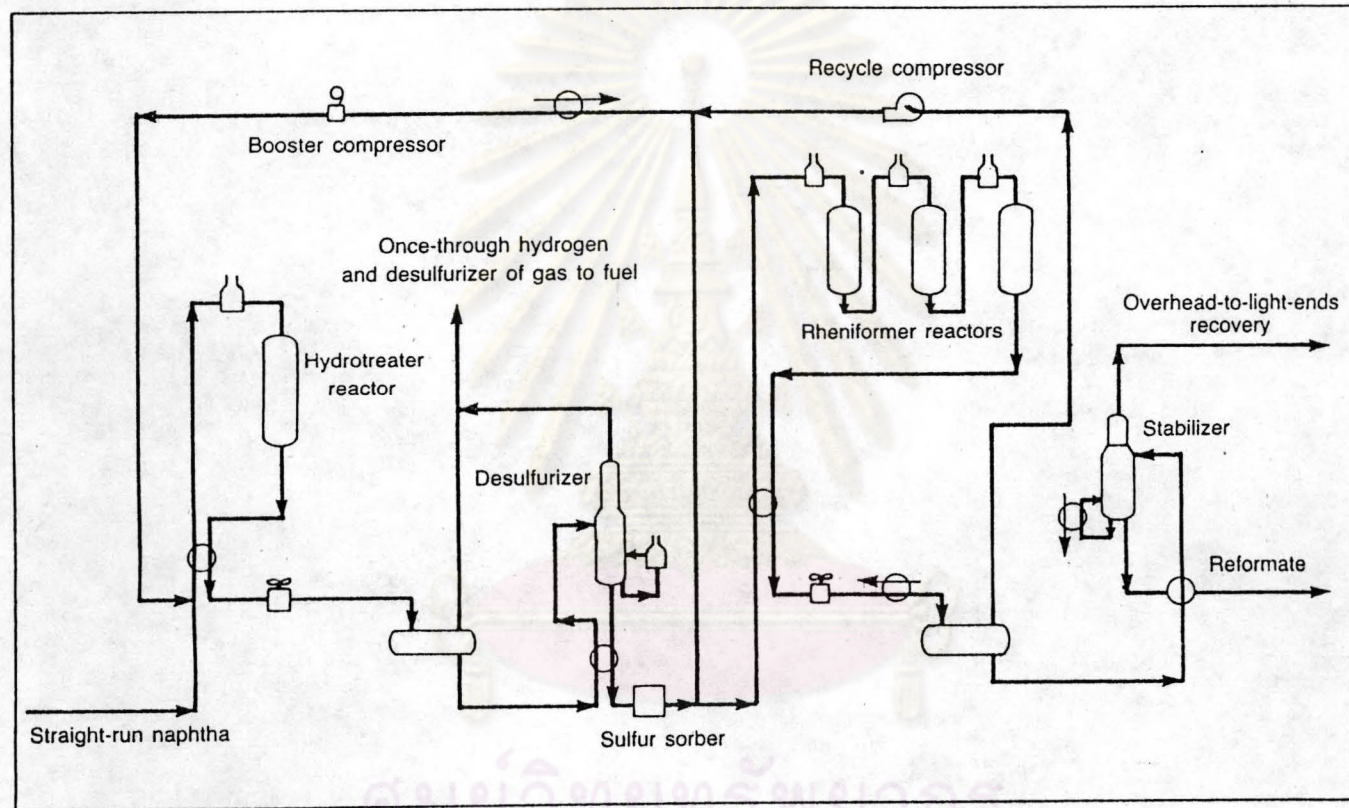 Recycle compressor
Booster compressor
Once-through hydrogen
and desulfurizer of gas to fuel
Rheniformer reactors
Overhead-to-light-ends
recovery
Hydrotreater
reactor
Stabilizer
Desulfurizer
Reformate
Straight-run naphtha
Sulfur sorber